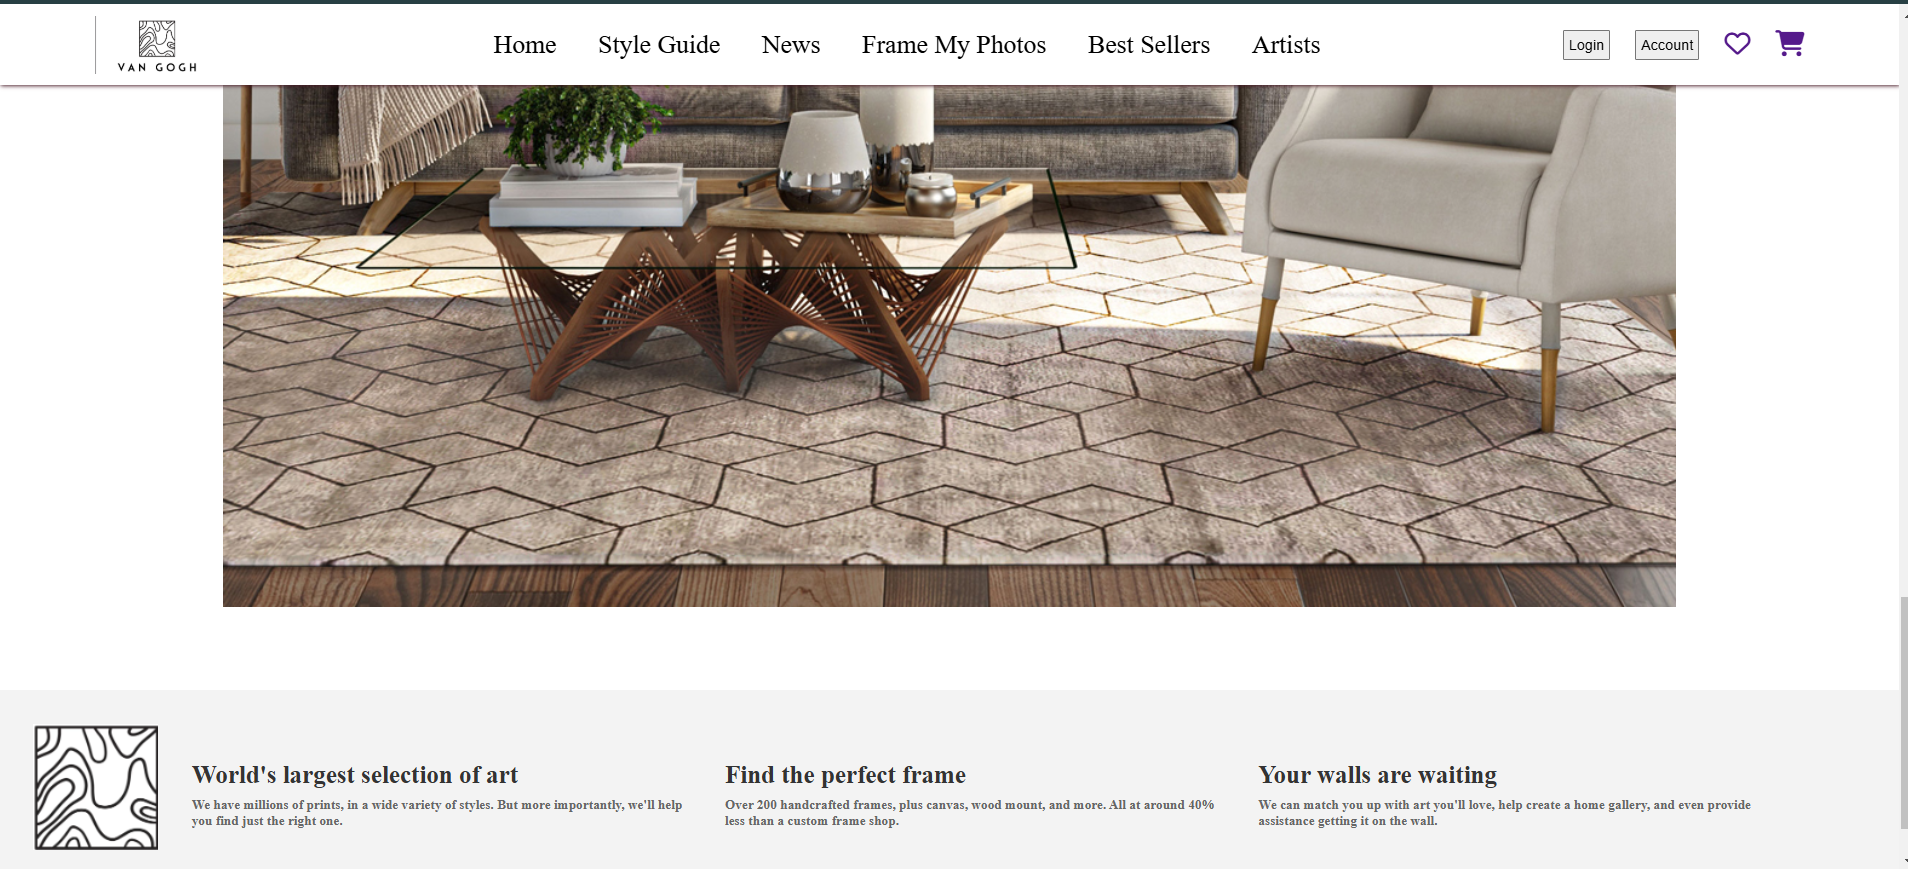 VAN GOGH
Home Style Guide News Frame My Photos Best Sellers Artists
Login Account
World's largest selection of art
We have millions of prints, in a wide variety of styles. But more importantly, we'll help
you find just the right one.
Find the perfect frame
Over 200 handcrafted frames, plus canvas, wood mount, and more. All at around 40%
less than a custom frame shop.
Your walls are waiting
We can match you up with art you'll love, help create a home gallery, and even provide
assistance getting it on the wall.